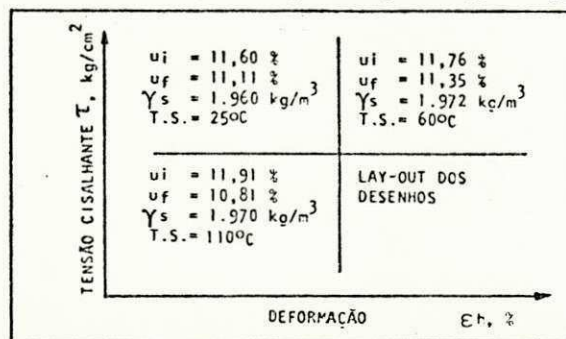 TENSÃO CISALHANTE τ, kg/cm²
ui = 11,60 %
uf = 11,11 %
γs = 1.960 kg/m³
T.S.= 25ºC
ui = 11,76 %
uf = 11,35 %
γs = 1.972 kg/m³
T.S.= 60ºC
ui = 11,91 %
uf = 10,81 %
γs = 1.970 kg/m³
T.S.= 110ºC
LAY-OUT DOS
DESENHOS
DEFORMAÇÃO εh, %